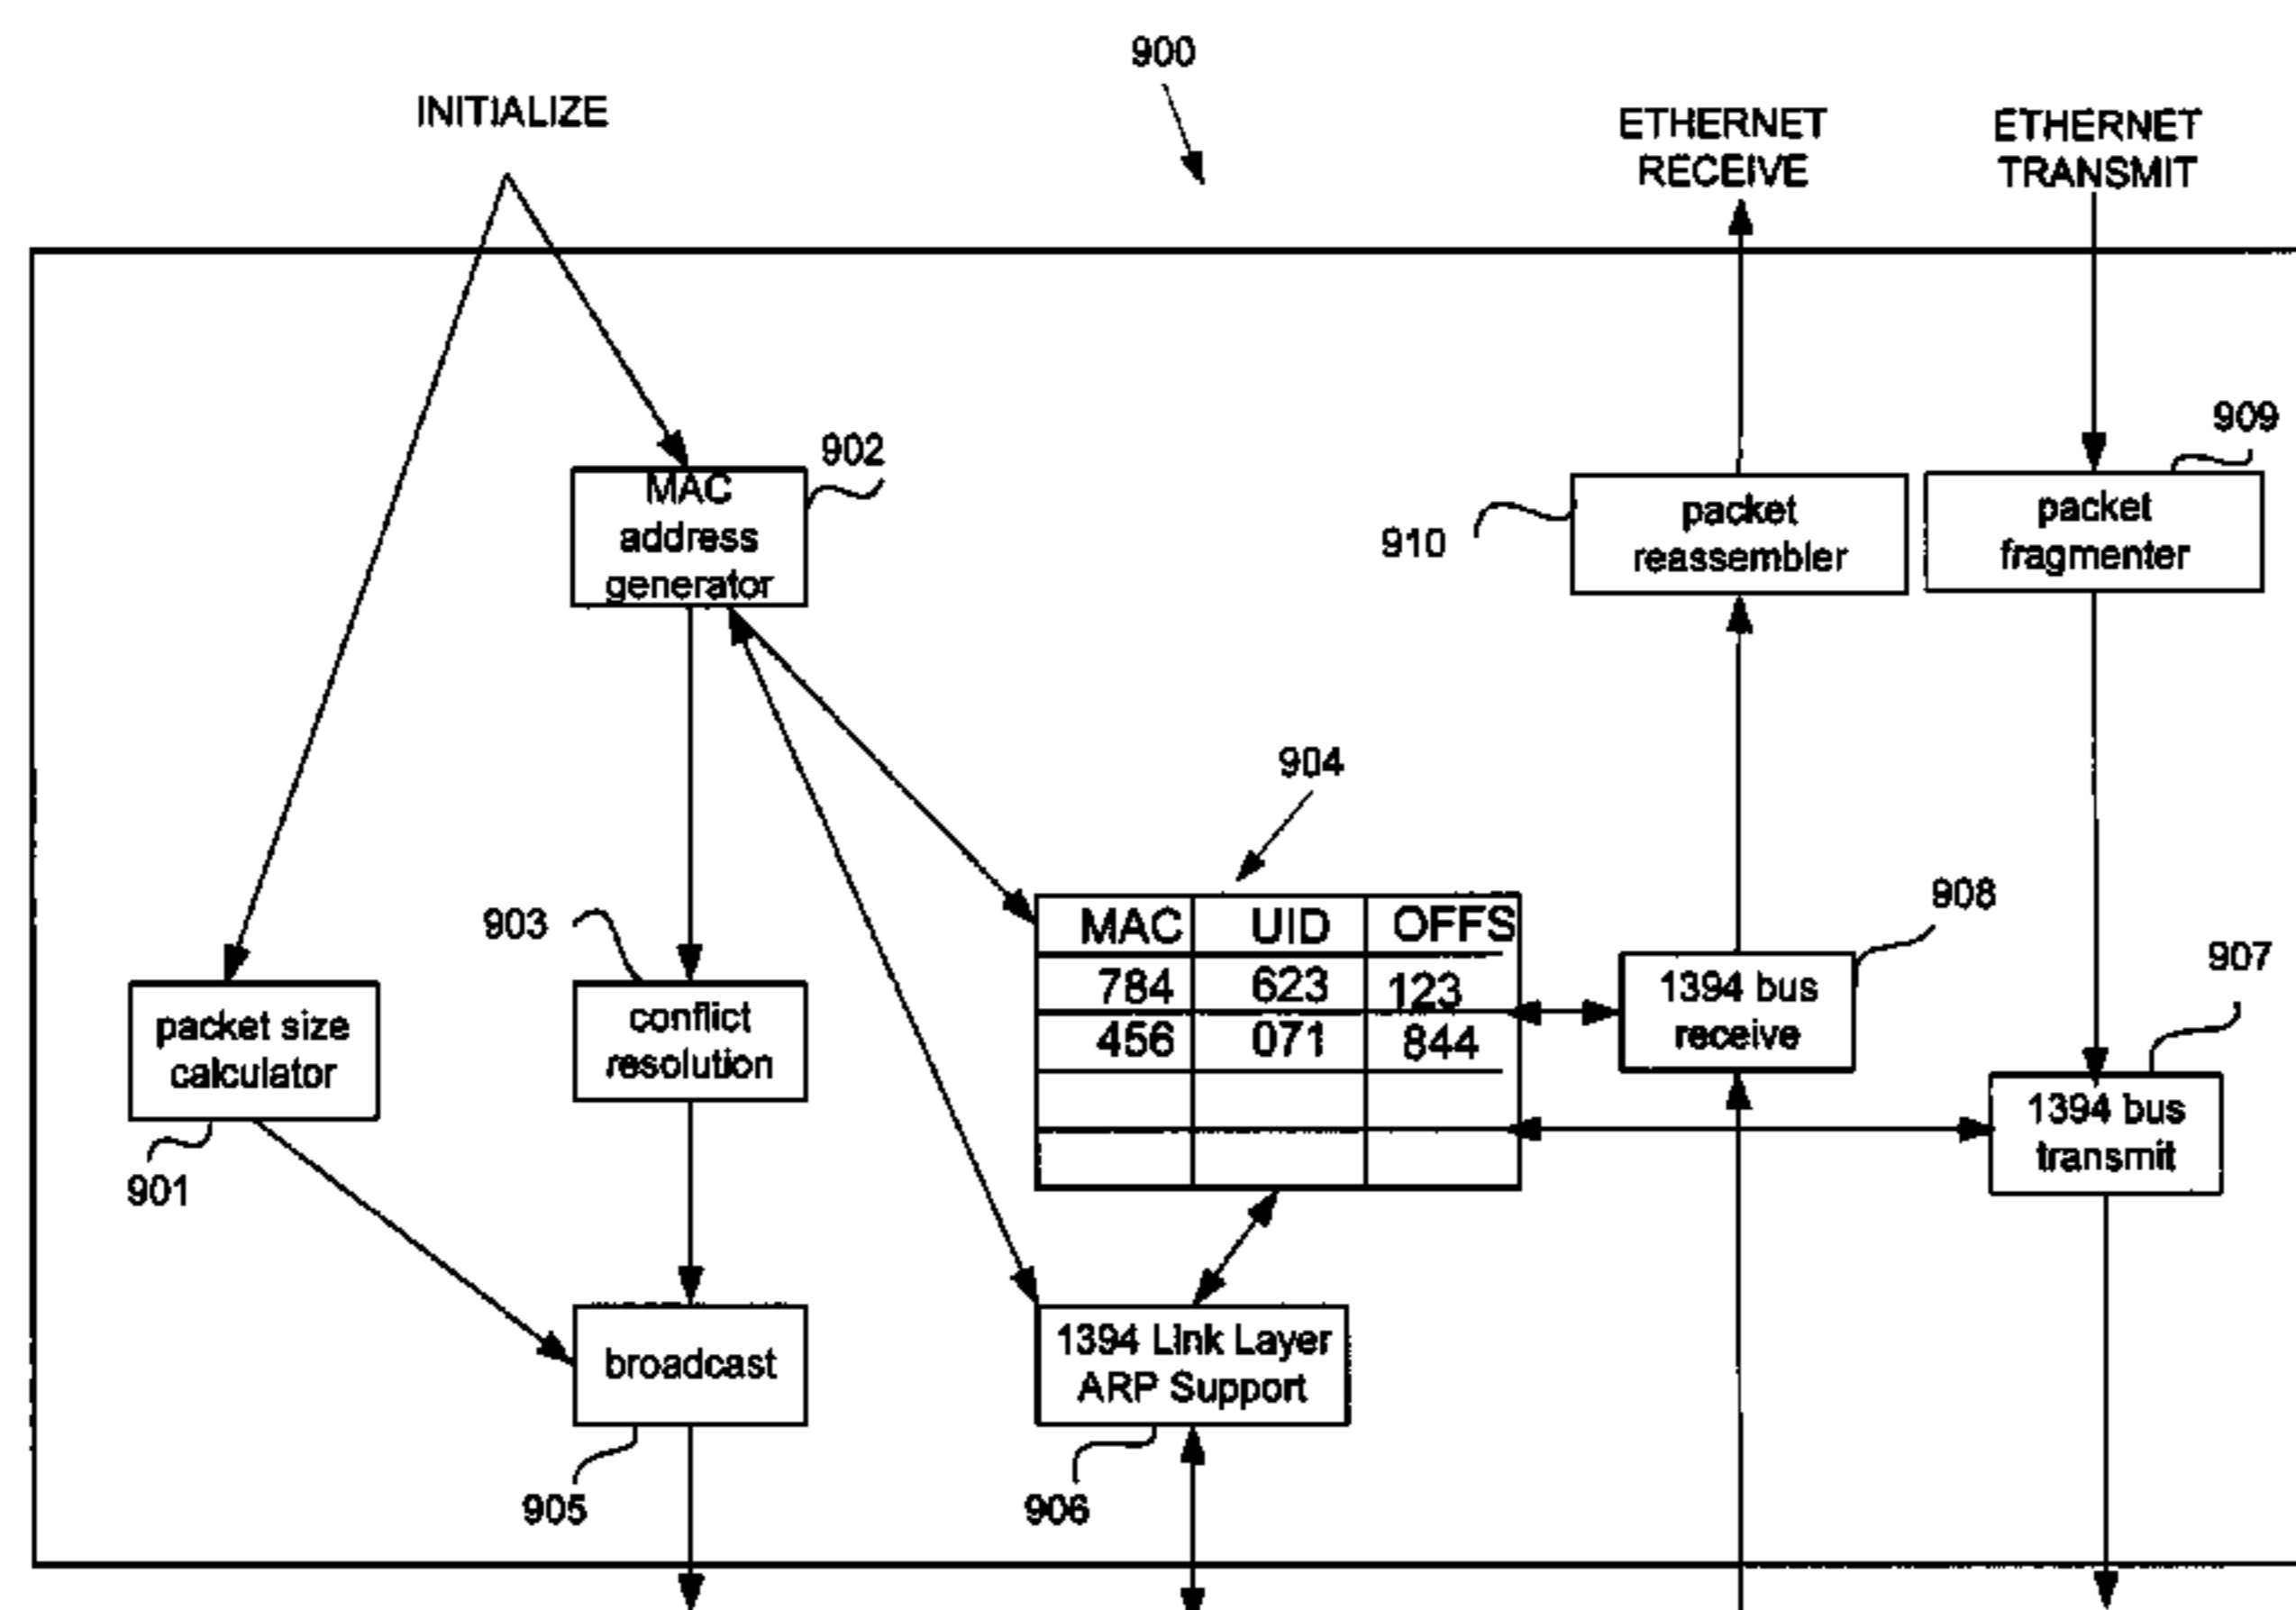 900
INITIALIZE
ETHERNET
RECEIVE
ETHERNET
TRANSMIT
902
MAC
address
generator
910
packet
reassembler
909
packet
fragmenter
904
903
908
907
MAC UID OFFS
784 623 123
456 071 844
packet size
calculator
901
conflict
resolution
1394 bus
receive
1394 bus
transmit
broadcast
905
1394 Link Layer
ARP Support
906